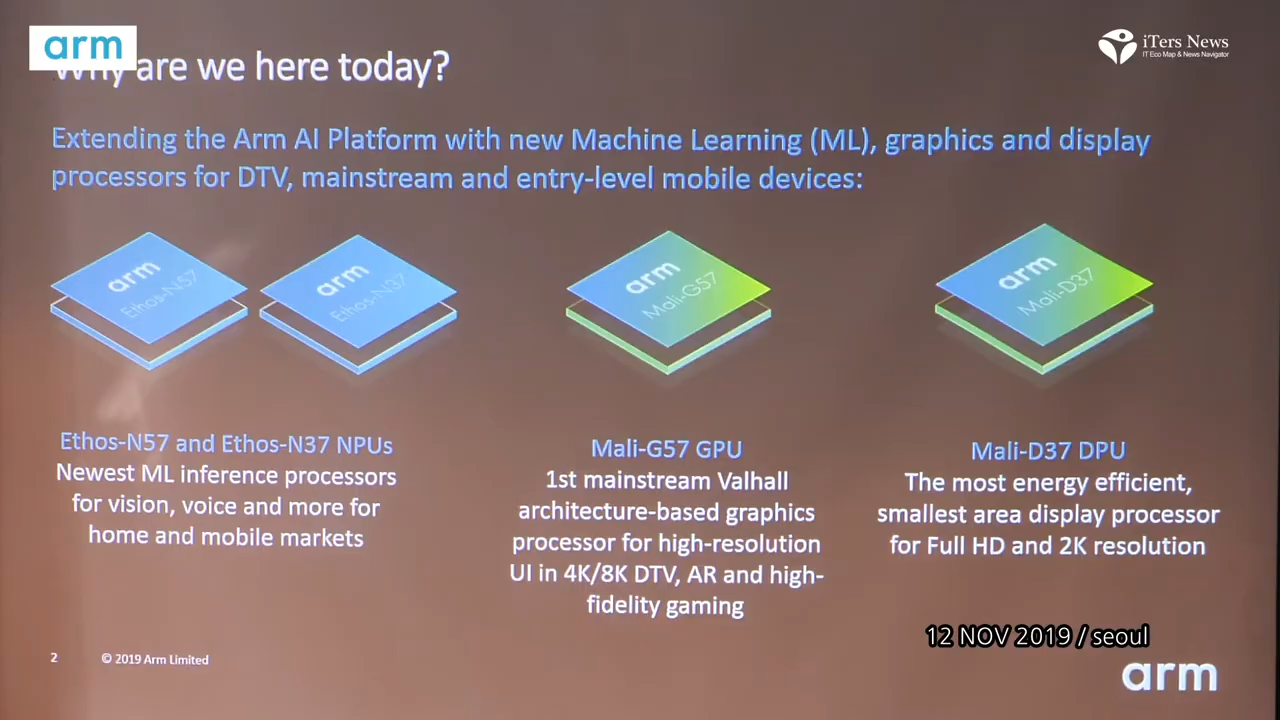 arm
Why are we here today?
iTers News
IT Eco Map & News Navigator
Extending the Arm AI Platform with new Machine Learning (ML), graphics and display
processors for DTV, mainstream and entry-level mobile devices:
arm
Ethos-N57
arm
Ethos-N37
arm
Mali-G57
arm
Mali-D37
Ethos-N57 and Ethos-N37 NPUs
Newest ML inference processors
for vision, voice and more for
home and mobile markets
Mali-G57 GPU
1st mainstream Valhall
architecture-based graphics
processor for high-resolution
UI in 4K/8K DTV, AR and high-
fidelity gaming
Mali-D37 DPU
The most energy efficient,
smallest area display processor
for Full HD and 2K resolution
12 NOV 2019 / seoul
2
© 2019 Arm Limited
arm